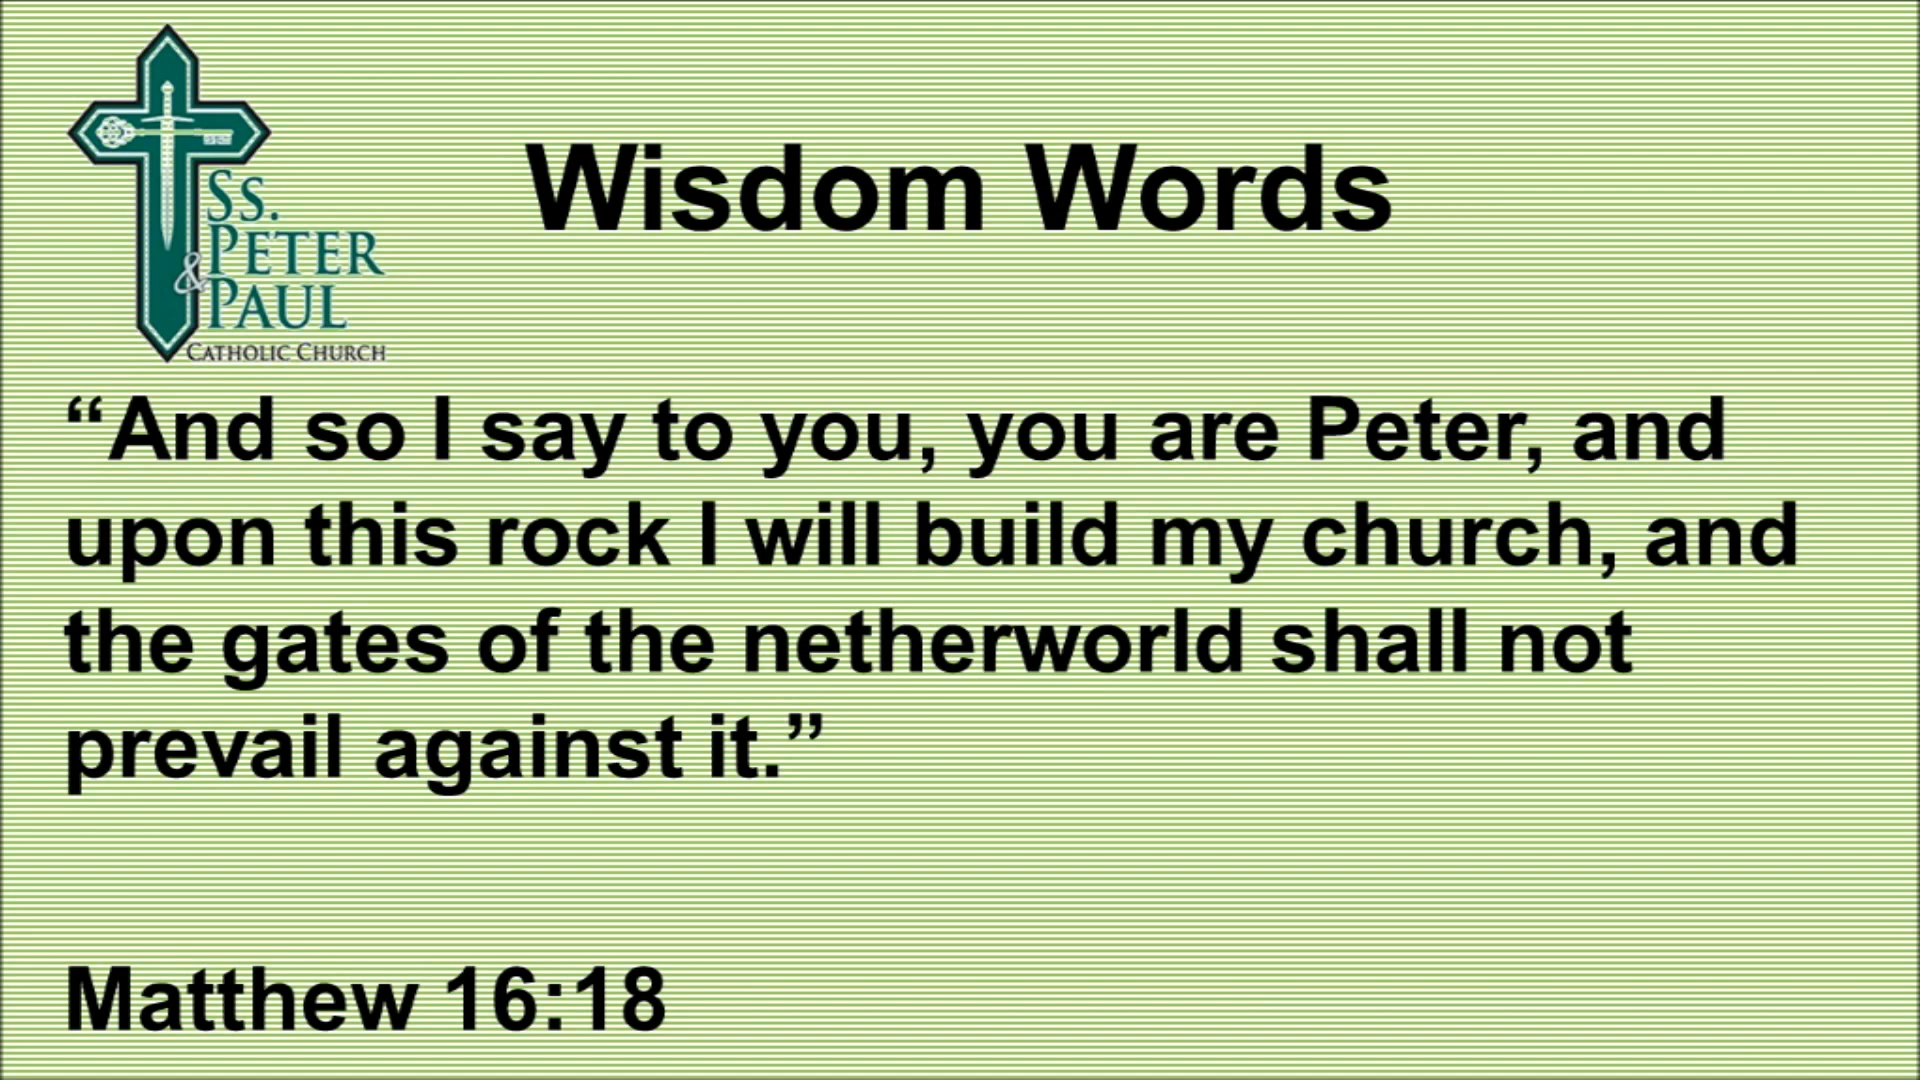 Ss.
Peter
& Paul
Catholic Church
Wisdom Words
“And so I say to you, you are Peter, and
upon this rock I will build my church, and
the gates of the netherworld shall not
prevail against it.”
Matthew 16:18